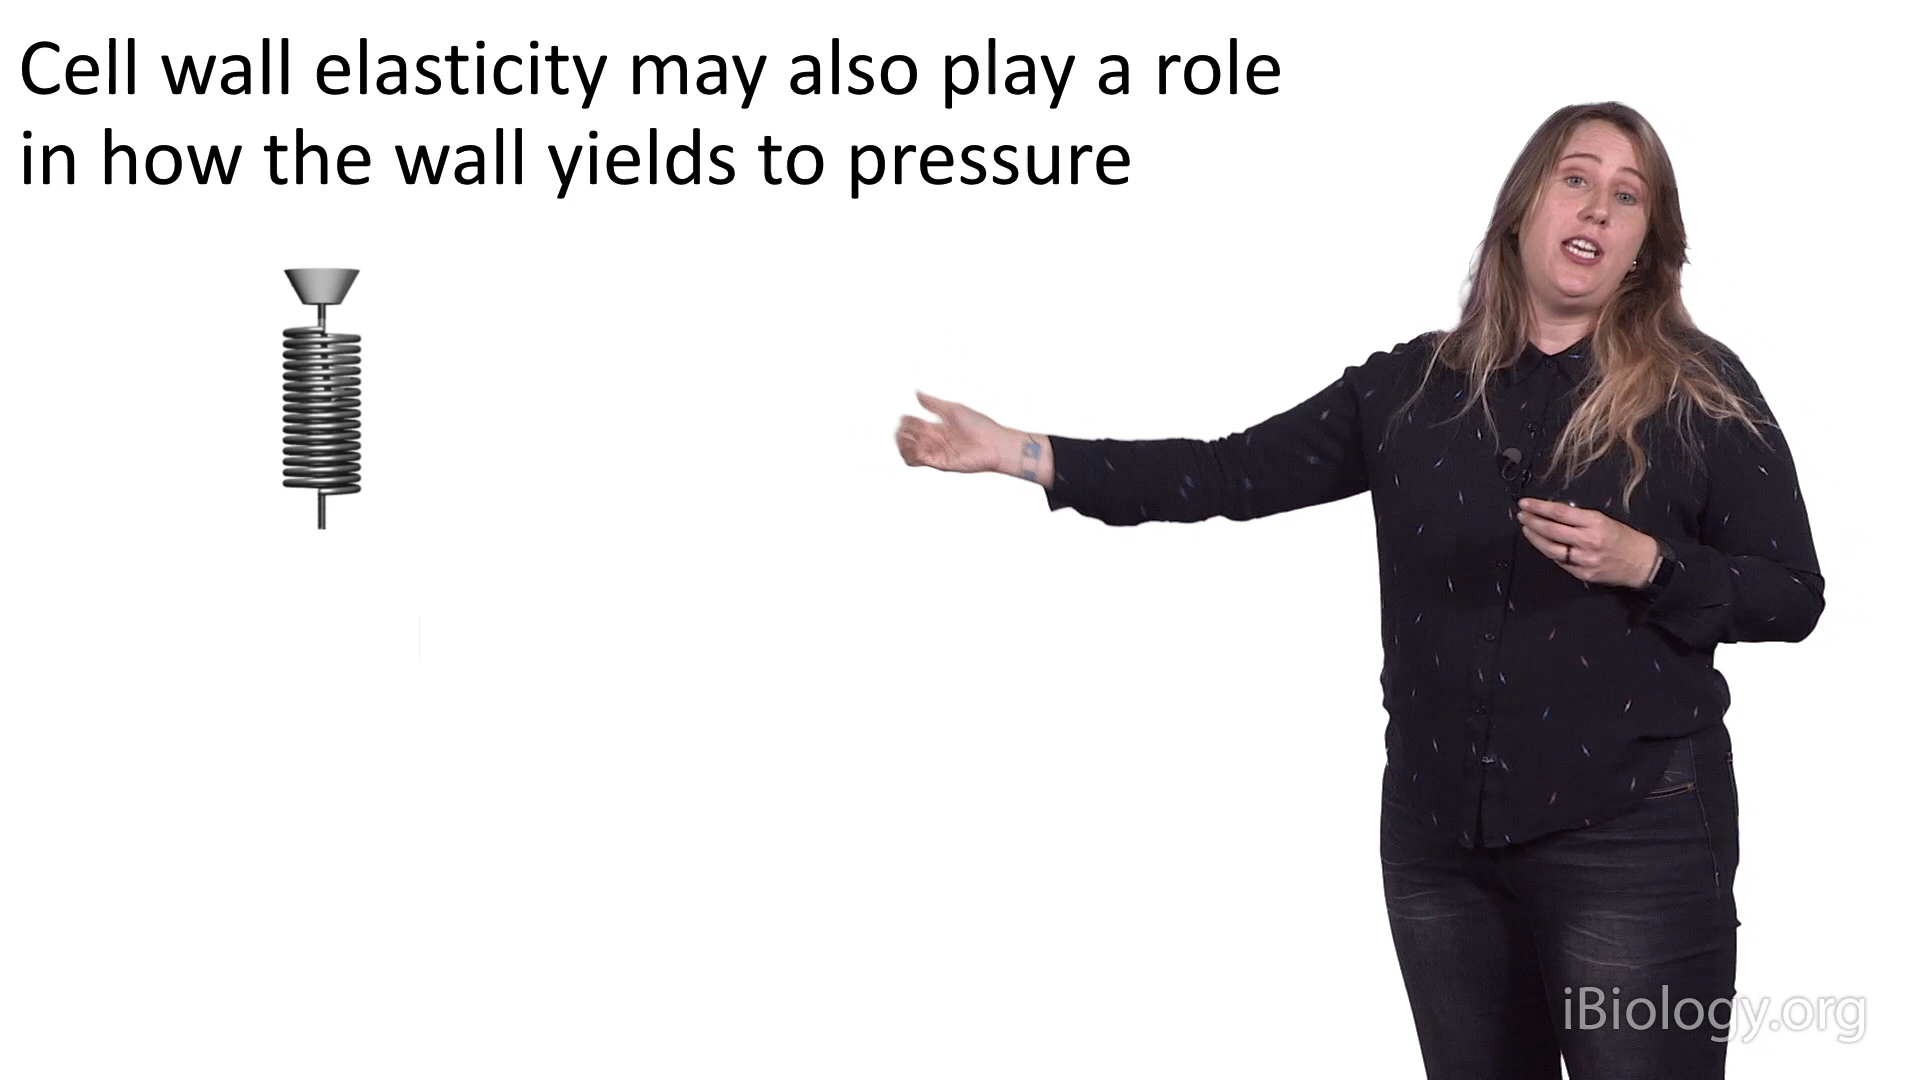 Cell wall elasticity may also play a role
in how the wall yields to pressure
iBiology.org